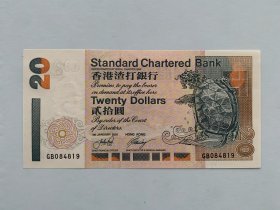 20
Standard Chartered Bank
香港渣打銀行
Promises to pay the bearer
on demand at its office here
Twenty Dollars
貳拾圓
By order of the Court
of Directors.
HONG KONG
GB084819
GB084819